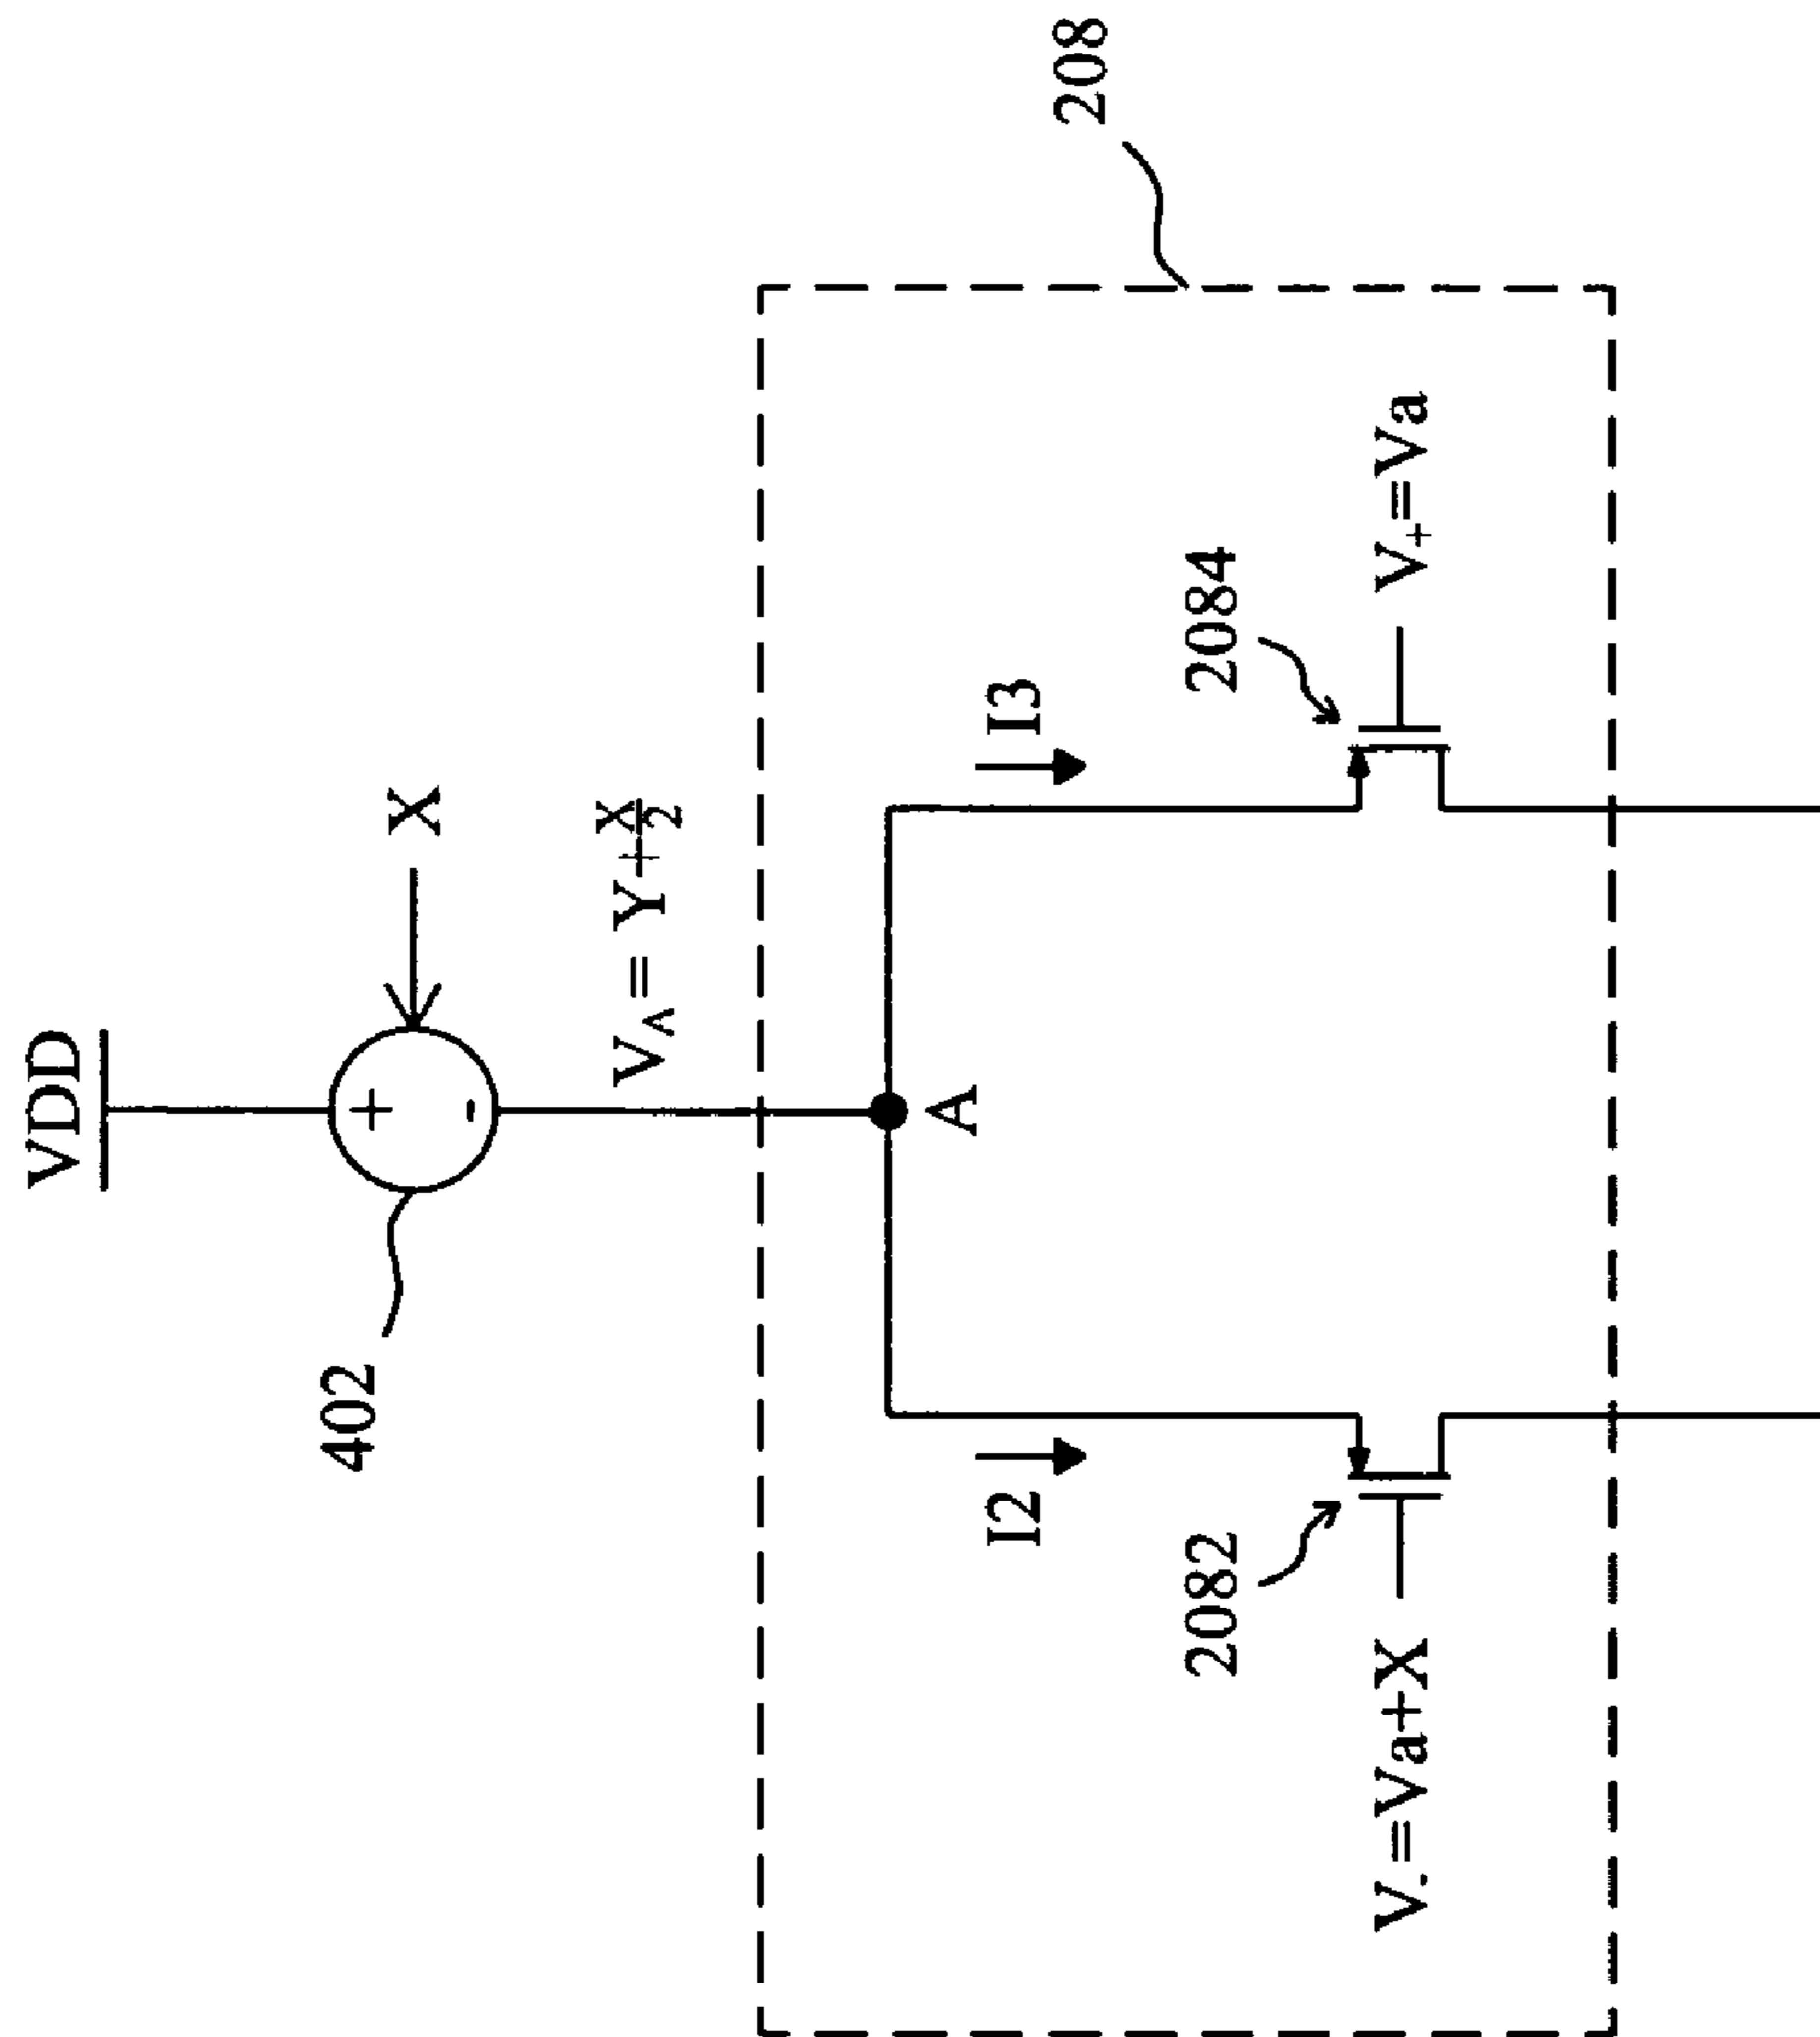 VDD
402
+
X
-
V_A = Y+X/2
A
I2
I3
208
2082
2084
V₋=Va+X
V₊=Va